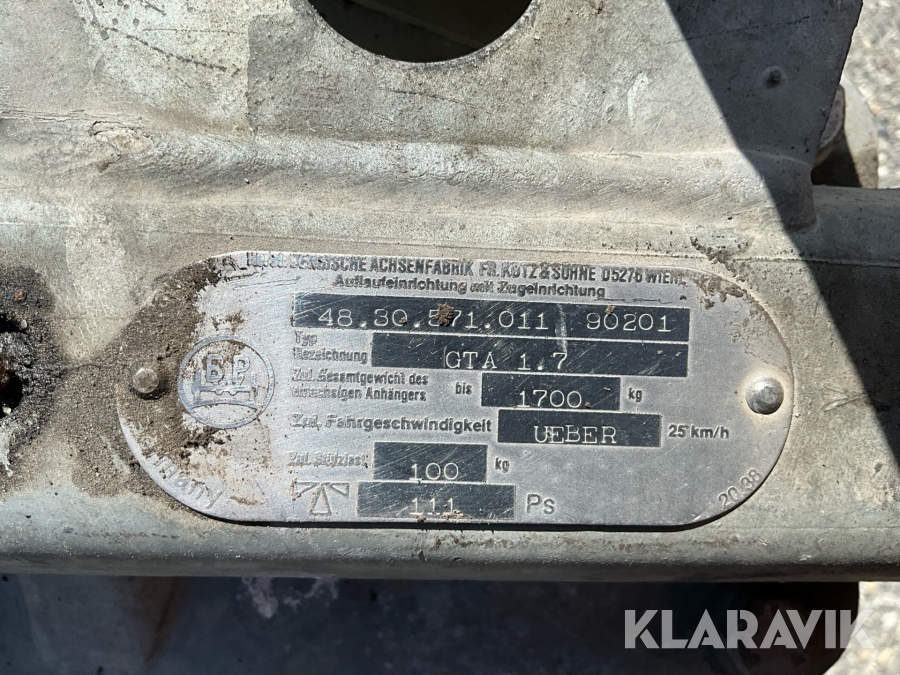 ISCHE ACHSENFABRIK FR. KOTZ & SÖHNE D5276 WIEHL
Auflaufeinrichtung mit Zugeinrichtung
48.30.571.011 90201
Typ
Bezeichnung GTA 1.7
Zul. Gesamtgewicht des
einachsigen Anhängers bis 1700 kg
Zul. Fahrgeschwindigkeit UEBER 25 km/h
Zul. Stützlast 100 kg
111 Ps
20.38
KLARAVIK